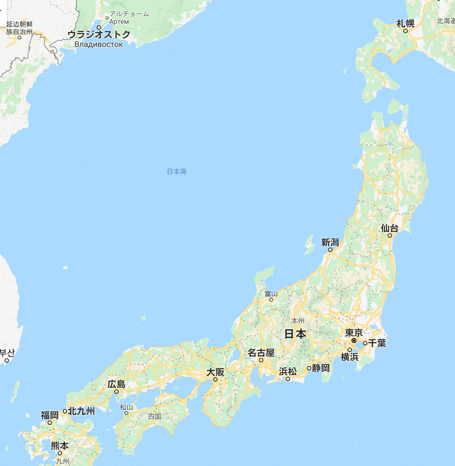 アルチョーム
Артем
延边朝鲜
族自治州
ウラジオストク
Владивосток
札幌
北海道
日本海
仙台
新潟
富山
本州
日本
東京
千葉
横浜
名古屋
静岡
浜松
부산
大阪
広島
松山
四国
北九州
福岡
熊本
九州